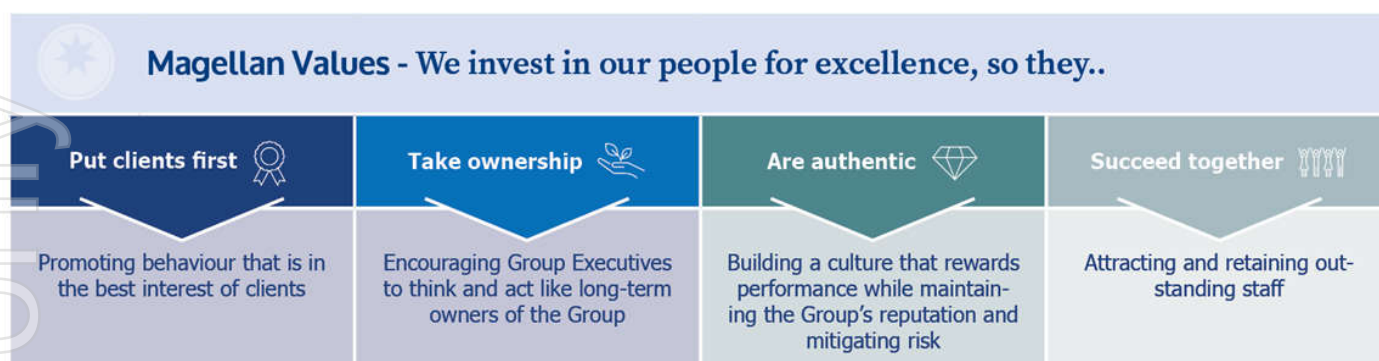 Magellan Values - We invest in our people for excellence, so they..
Put clients first
Promoting behaviour that is in
the best interest of clients
Take ownership
Encouraging Group Executives
to think and act like long-term
owners of the Group
Are authentic
Building a culture that rewards
performance while maintain-
ing the Group's reputation and
mitigating risk
Succeed together
Attracting and retaining out-
standing staff